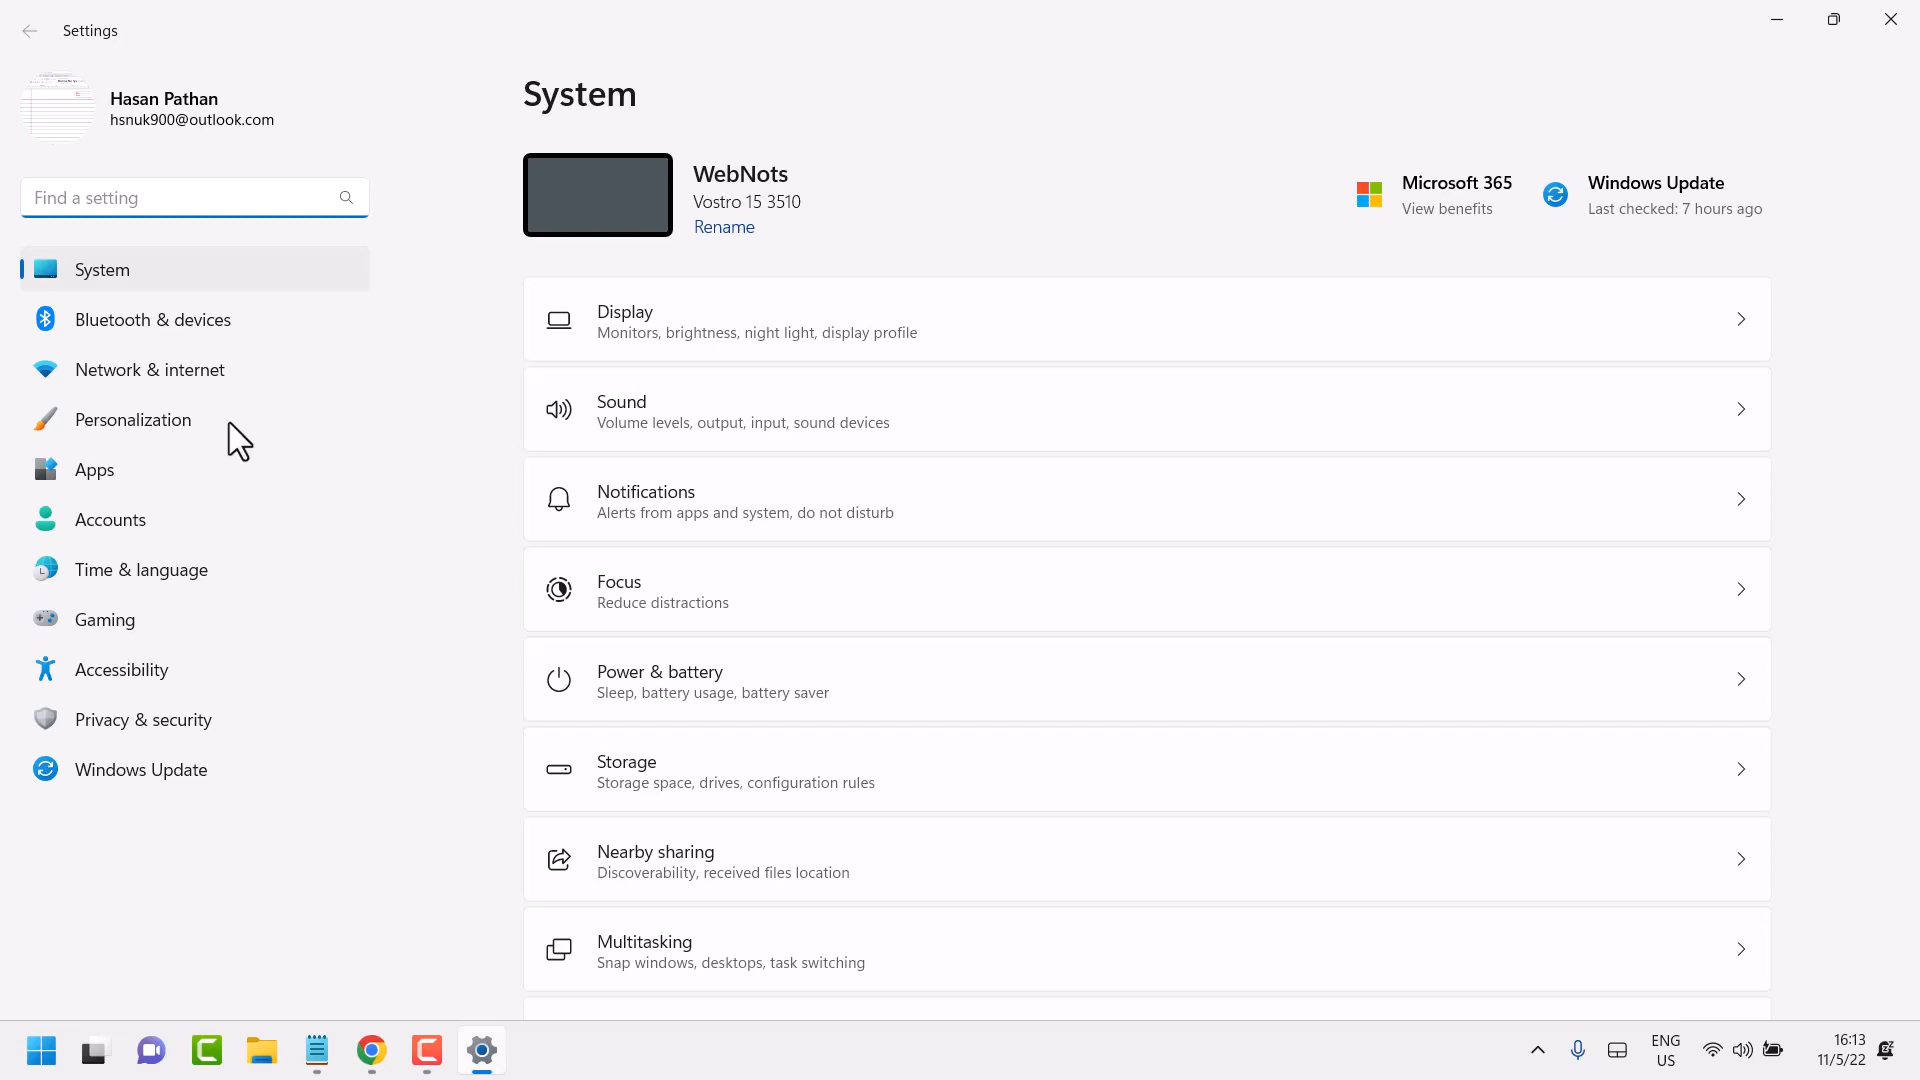 Settings
Hasan Pathan
hsnuk900@outlook.com
Find a setting
System
Bluetooth & devices
Network & internet
Personalization
Apps
Accounts
Time & language
Gaming
Accessibility
Privacy & security
Windows Update
System
WebNots
Vostro 15 3510
Rename
Microsoft 365
View benefits
Windows Update
Last checked: 7 hours ago
Display
Monitors, brightness, night light, display profile
Sound
Volume levels, output, input, sound devices
Notifications
Alerts from apps and system, do not disturb
Focus
Reduce distractions
Power & battery
Sleep, battery usage, battery saver
Storage
Storage space, drives, configuration rules
Nearby sharing
Discoverability, received files location
Multitasking
Snap windows, desktops, task switching
ENG
US
16:13
11/5/22